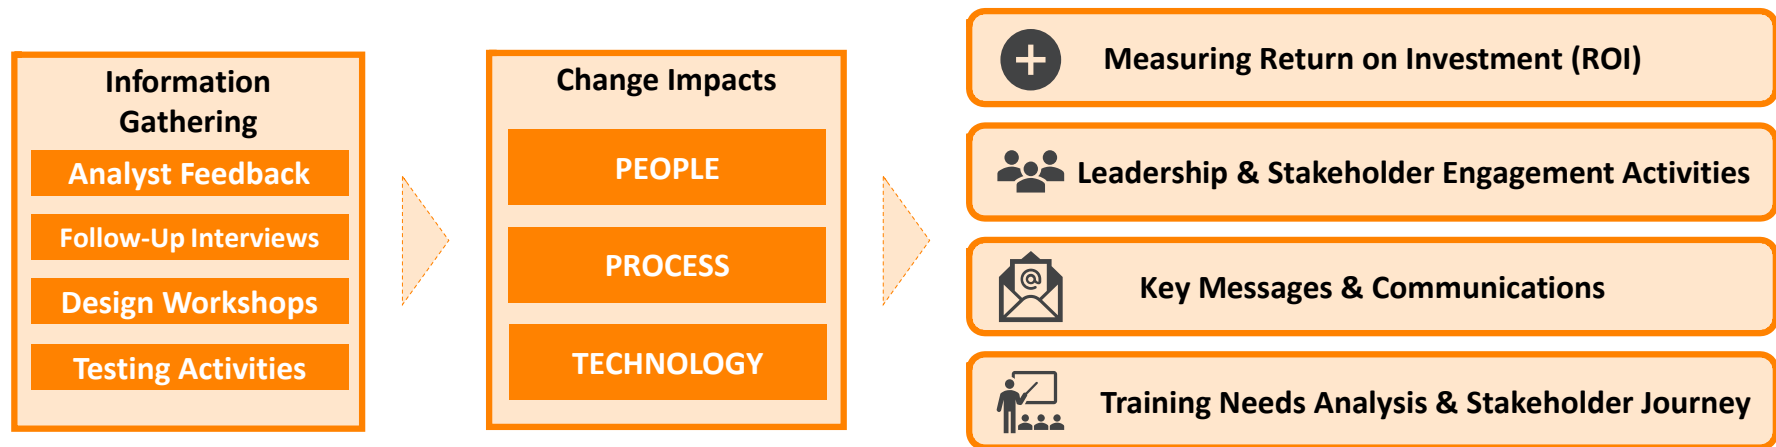 Information
Gathering
Analyst Feedback
Follow-Up Interviews
Design Workshops
Testing Activities
Change Impacts
PEOPLE
PROCESS
TECHNOLOGY
Measuring Return on Investment (ROI)
Leadership & Stakeholder Engagement Activities
@
Key Messages & Communications
Training Needs Analysis & Stakeholder Journey